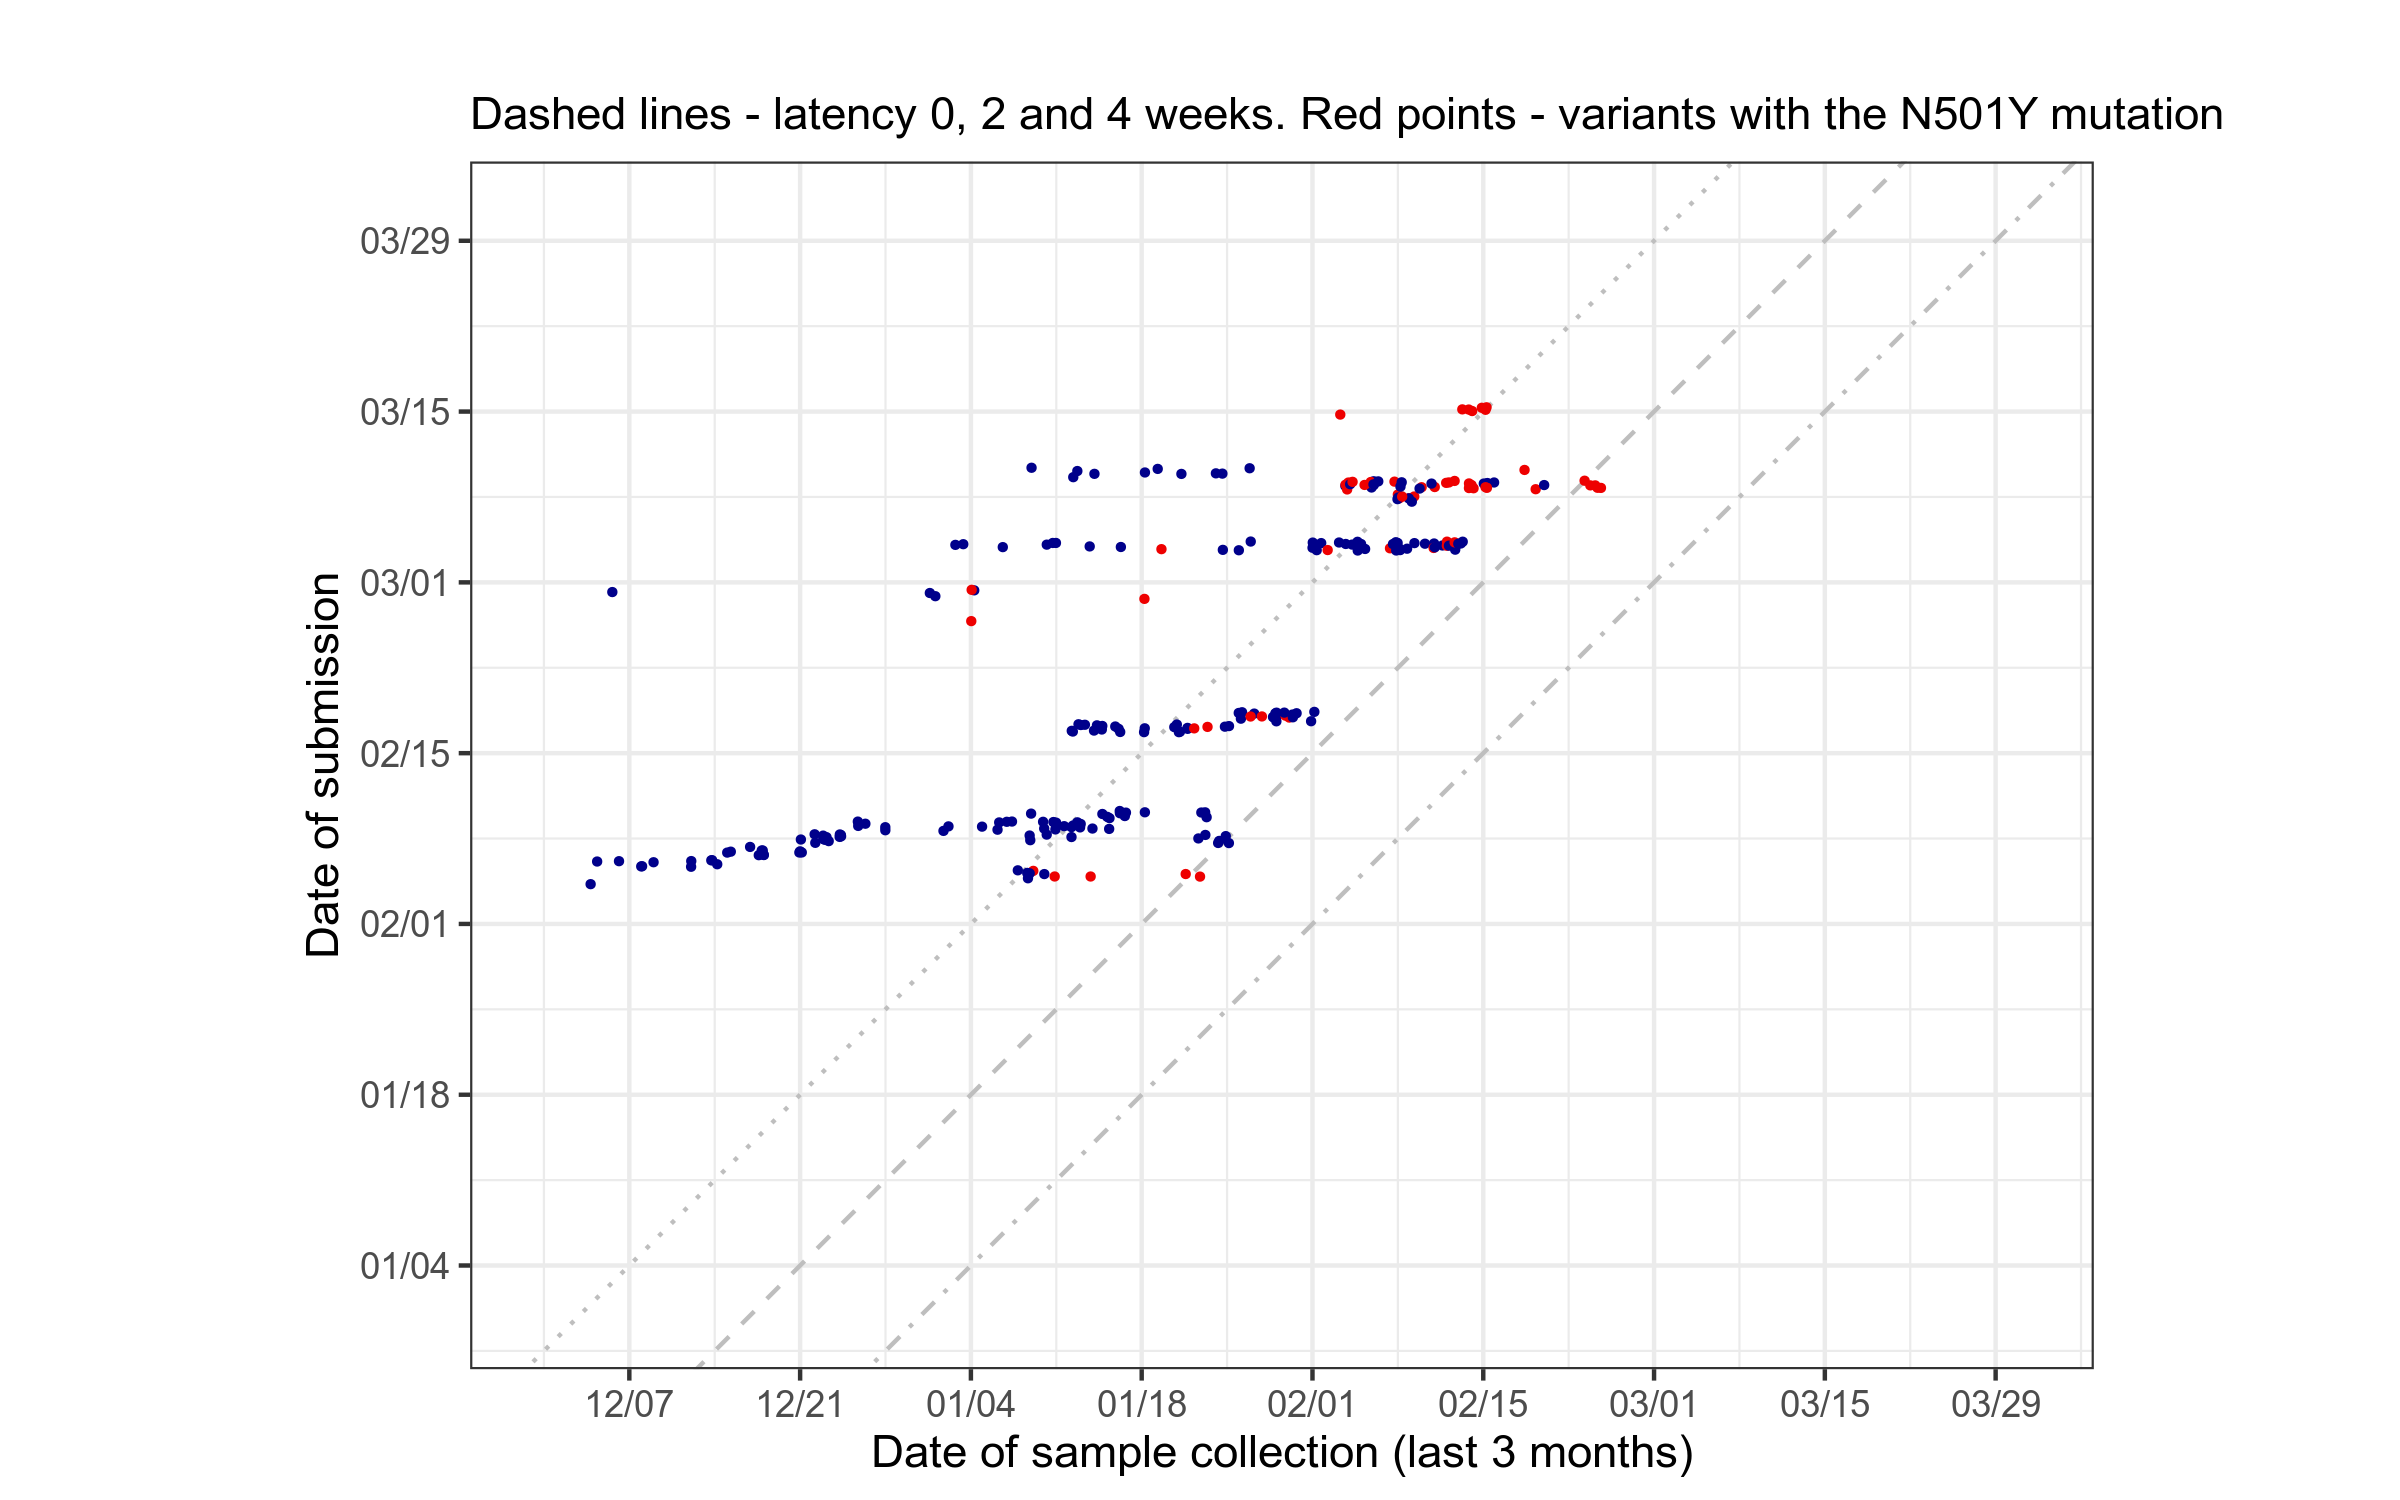 Dashed lines - latency 0, 2 and 4 weeks. Red points - variants with the N501Y mutation
03/29
03/15
03/01
02/15
02/01
01/18
01/04
Date of submission
12/07 12/21 01/04 01/18 02/01 02/15 03/01 03/15 03/29
Date of sample collection (last 3 months)